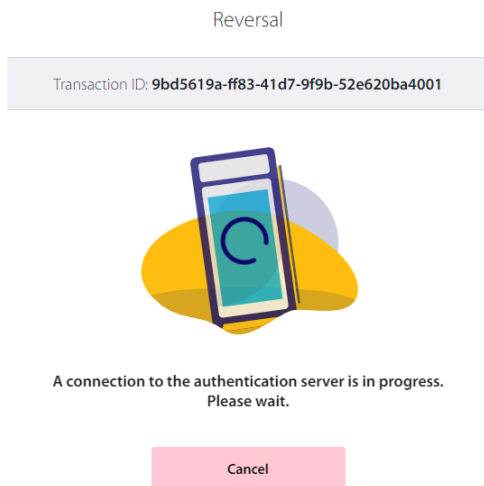 Reversal
Transaction ID: 9bd5619a-ff83-41d7-9f9b-52e620ba4001
A connection to the authentication server is in progress.
Please wait.
Cancel